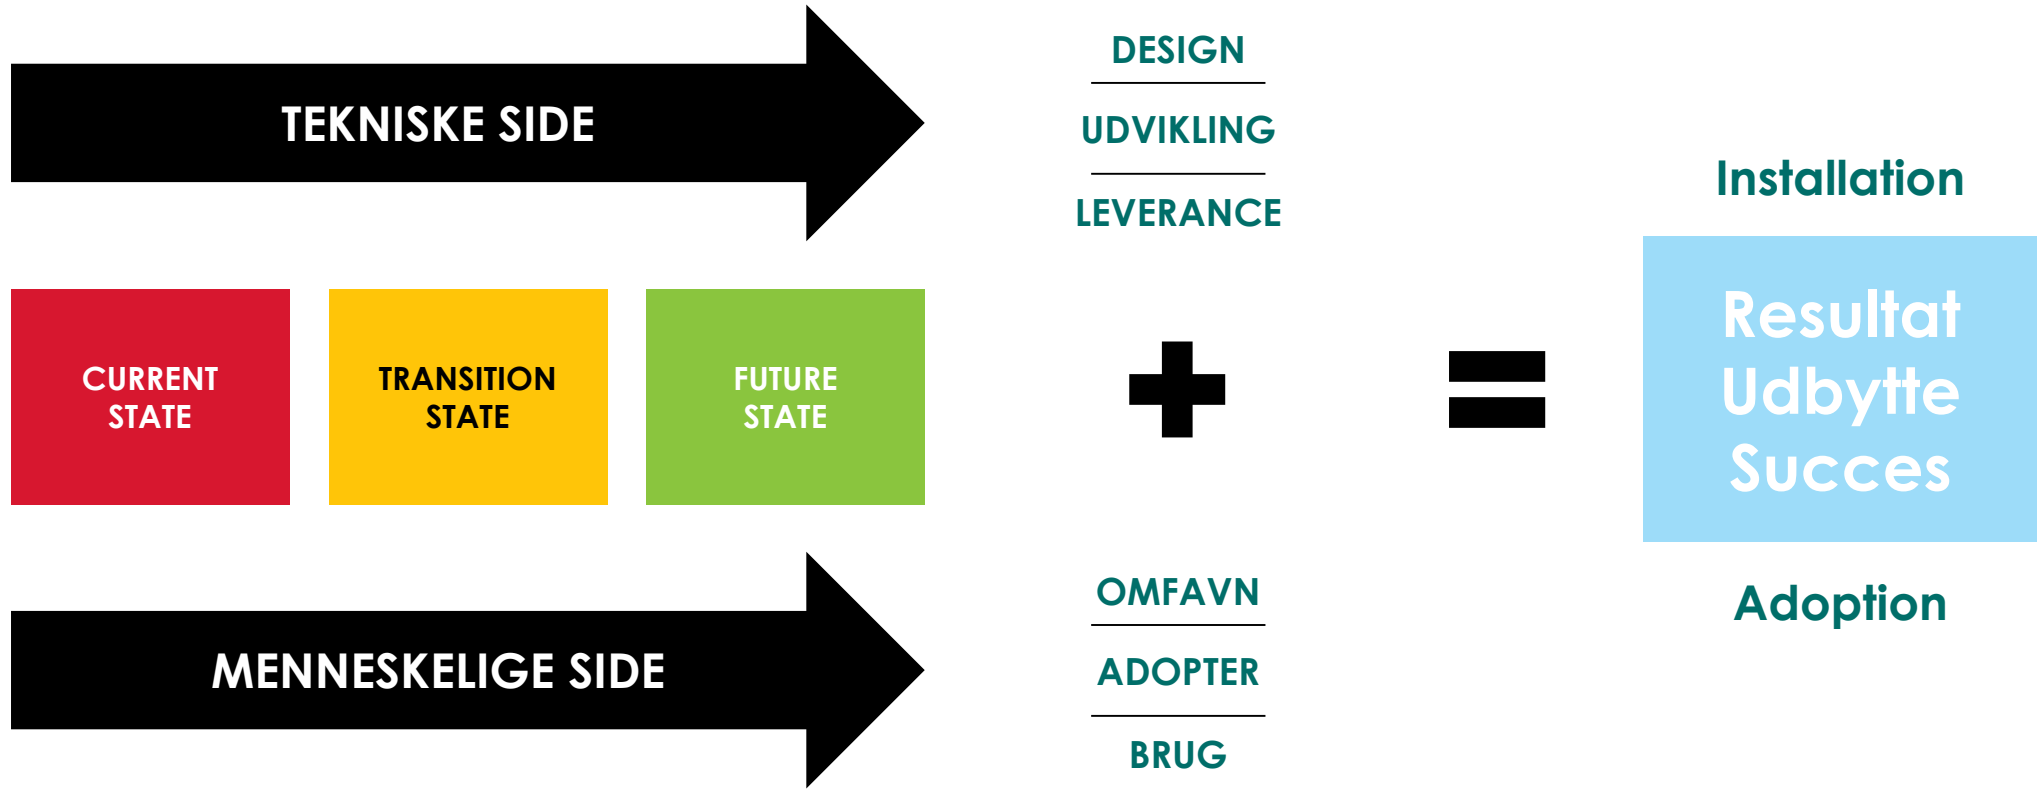 TEKNISKE SIDE
DESIGN
UDVIKLING
LEVERANCE
CURRENT
STATE
TRANSITION
STATE
FUTURE
STATE
Installation
Resultat
Udbytte
Succes
Adoption
MENNESKELIGE SIDE
OMFAVN
ADOPTER
BRUG